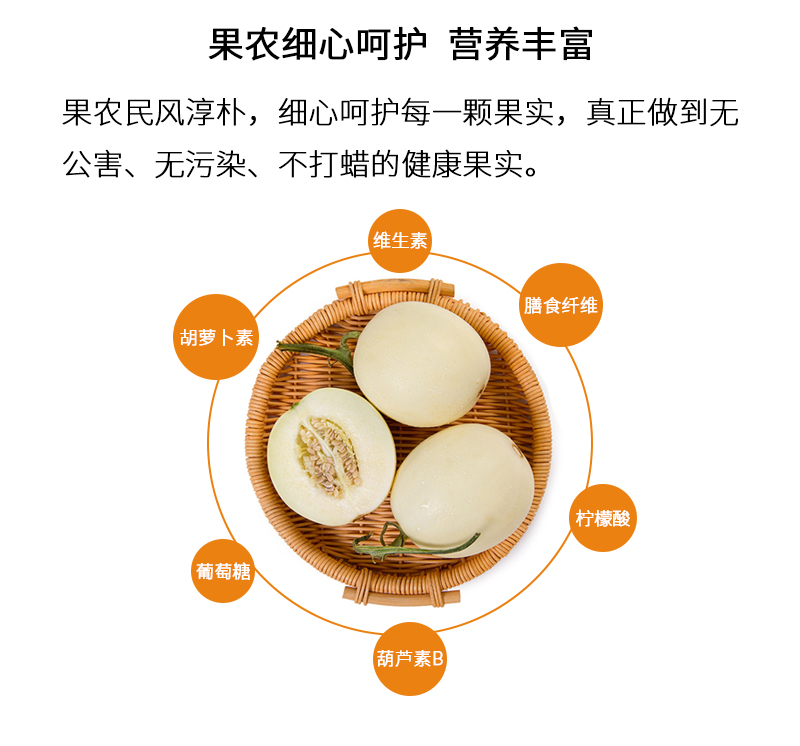 果农细心呵护 营养丰富
果农民风淳朴，细心呵护每一颗果实，真正做到无
公害、无污染、不打蜡的健康果实。
维生素
膳食纤维
胡萝卜素
柠檬酸
葡萄糖
葫芦素B